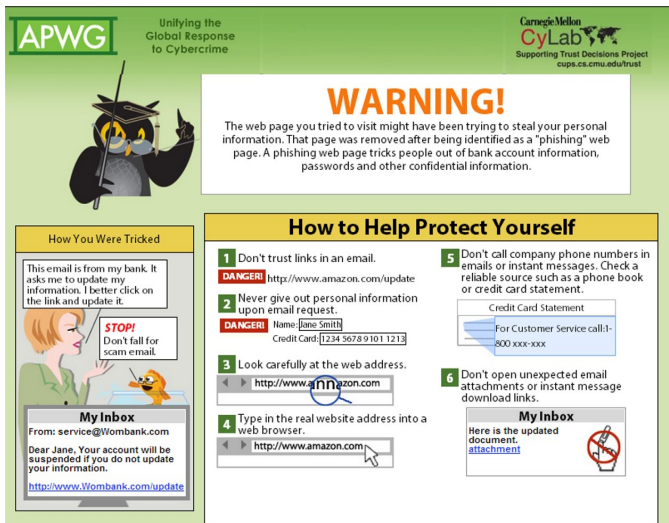 APWG
Unifying the
Global Response
to Cybercrime
Carnegie Mellon
CyLab
Supporting Trust Decisions Project
cups.cs.cmu.edu/trust
WARNING!
The web page you tried to visit might have been trying to steal your personal
information. That page was removed after being identified as a "phishing" web
page. A phishing web page tricks people out of bank account information,
passwords and other confidential information.
How You Were Tricked
This email is from my bank. It
asks me to update my
information. I better click on
the link and update it.
STOP!
Don't fall for
scam email.
My Inbox
From: service@Wombank.com
Dear Jane, Your account will be
suspended if you do not update
your information.
http://www.Wombank.com/update
How to Help Protect Yourself
1 Don't trust links in an email.
DANGER! http://www.amazon.com/update
2 Never give out personal information
upon email request.
DANGER! Name: Jane Smith
Credit Card: 1234 5678 9101 1213
3 Look carefully at the web address.
http://www.annazon.com
4 Type in the real website address into a
web browser.
http://www.amazon.com
5 Don't call company phone numbers in
emails or instant messages. Check a
reliable source such as a phone book
or credit card statement.
Credit Card Statement
For Customer Service call:1-
800 xxx-xxx
6 Don't open unexpected email
attachments or instant message
download links.
My Inbox
Here is the updated
document.
attachment